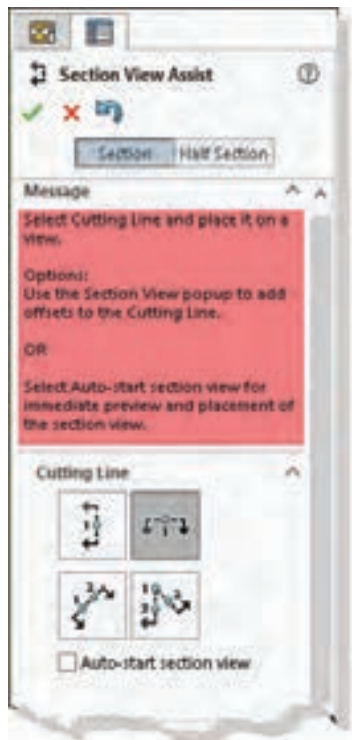 Section View Assist
Section Half Section
Message
Select Cutting Line and place it on a
view.
Options:
Use the Section View popup to add
offsets to the Cutting Line.
OR
Select Auto-start section view for
immediate preview and placement of
the section view.
Cutting Line
Auto-start section view